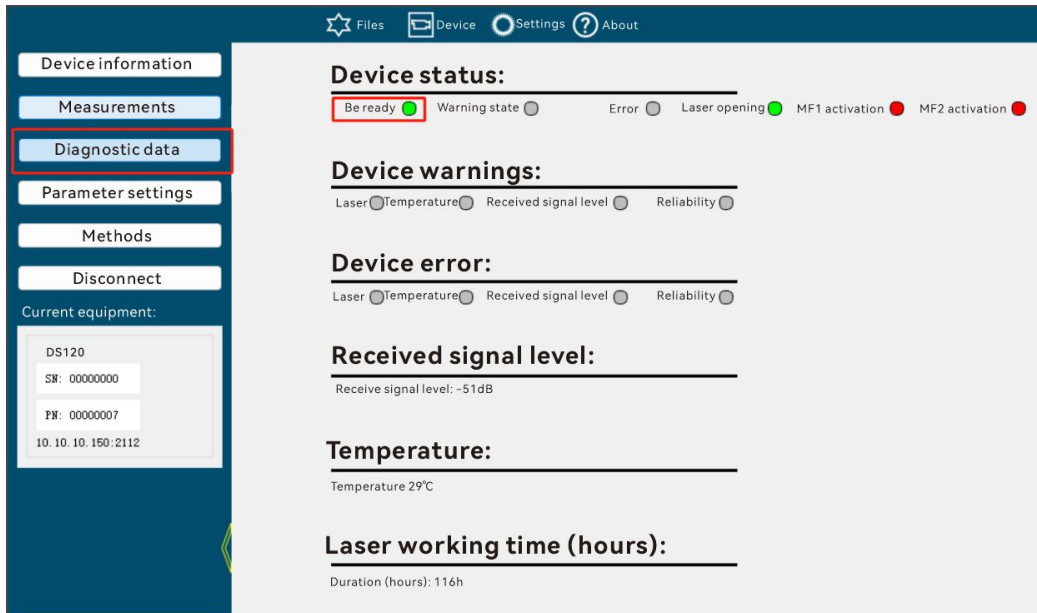 Files Device Settings About
Device information
Measurements
Diagnostic data
Parameter settings
Methods
Disconnect
Current equipment:
DS120
SN: 00000000
PN: 00000007
10.10.10.150:2112
Device status:
Be ready Warning state Error Laser opening MF1 activation MF2 activation
Device warnings:
Laser Temperature Received signal level Reliability
Device error:
Laser Temperature Received signal level Reliability
Received signal level:
Receive signal level: -51dB
Temperature:
Temperature 29℃
Laser working time (hours):
Duration (hours): 116h